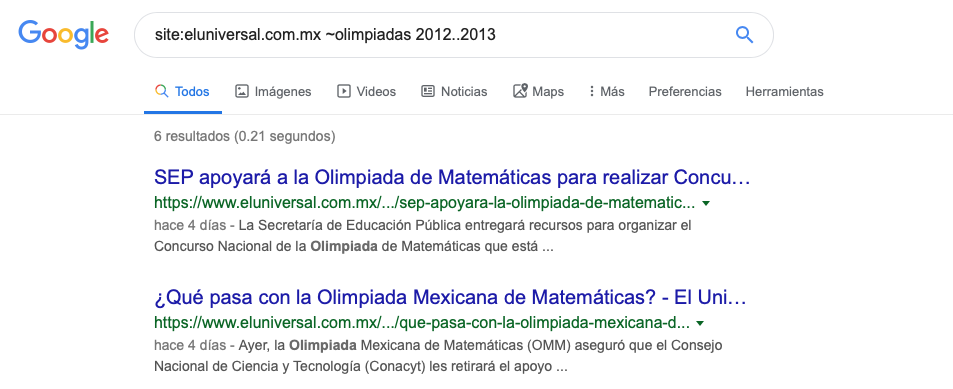 Google
site:eluniversal.com.mx ~olimpiadas 2012..2013
Todos Imágenes Videos Noticias Maps Más Preferencias Herramientas
6 resultados (0.21 segundos)
SEP apoyará a la Olimpiada de Matemáticas para realizar Concu…
https://www.eluniversal.com.mx/.../sep-apoyara-la-olimpiada-de-matematic...
hace 4 días - La Secretaría de Educación Pública entregará recursos para organizar el
Concurso Nacional de la Olimpiada de Matemáticas que está ...
¿Qué pasa con la Olimpiada Mexicana de Matemáticas? - El Uni…
https://www.eluniversal.com.mx/.../que-pasa-con-la-olimpiada-mexicana-d...
hace 4 días - Ayer, la Olimpiada Mexicana de Matemáticas (OMM) aseguró que el Consejo
Nacional de Ciencia y Tecnología (Conacyt) les retirará el apoyo ...